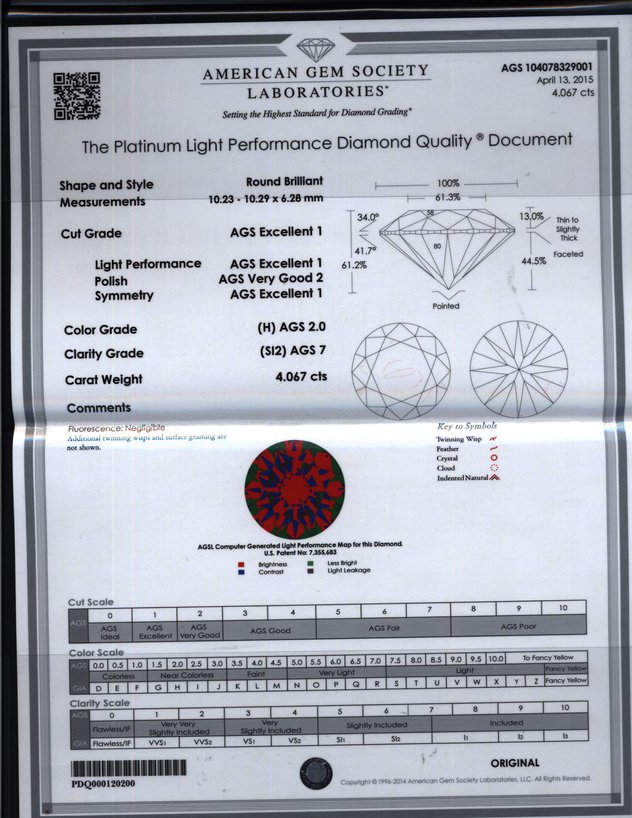 AMERICAN GEM SOCIETY
LABORATORIES®
Setting the Highest Standard for Diamond Grading®
AGS 104078329001
April 13, 2015
4.067 cts
The Platinum Light Performance Diamond Quality ® Document
Shape and Style Round Brilliant
Measurements 10.23 - 10.29 x 6.28 mm
Cut Grade AGS Excellent 1
Light Performance AGS Excellent 1
Polish AGS Very Good 2
Symmetry AGS Excellent 1
Color Grade (H) AGS 2.0
Clarity Grade (SI2) AGS 7
Carat Weight 4.067 cts
Comments
Fluorescence: Negligible
Additional twinning wisps and surface graining are
not shown.
100%
61.3%
34.0°
58
13.0%
Thin to
Slightly
Thick
Faceted
41.7°
80
61.2%
44.5%
Pointed
Key to Symbols
Twinning Wisp
Feather
Crystal
Cloud
Indented Natural
AGSL Computer Generated Light Performance Map for this Diamond.
U.S. Patent No: 7,355,683
Brightness Less Bright
Contrast Light Leakage
Cut Scale
AGS 0 1 2 3 4 5 6 7 8 9 10
AGS Ideal AGS Excellent AGS Very Good AGS Good AGS Fair AGS Poor
Color Scale
AGS 0.0 0.5 1.0 1.5 2.0 2.5 3.0 3.5 4.0 4.5 5.0 5.5 6.0 6.5 7.0 7.5 8.0 8.5 9.0 9.5 10.0 To Fancy Yellow
Colorless Near Colorless Faint Very Light Light Fancy Yellow
GIA D E F G H I J K L M N O P Q R S T U V W X Y Z Fancy Yellow
Clarity Scale
AGS 0 1 2 3 4 5 6 7 8 9 10
Flawless/IF Very Very Slightly Included Very Slightly Included Slightly Included Included
GIA Flawless/IF VVS1 VVS2 VS1 VS2 SI1 SI2 I1 I2 I3
PDQ000120200
ORIGINAL
Copyright ©1996-2014 American Gem Society Laboratories, LLC. All Rights Reserved.